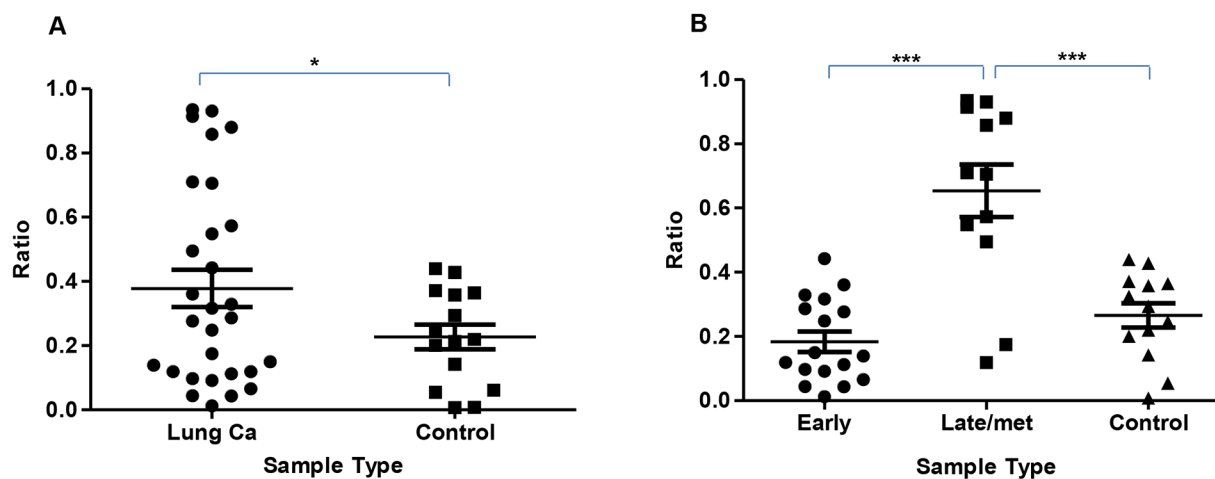 A
*
1.0
0.8
0.6
0.4
0.2
0.0
Ratio
Lung Ca Control
Sample Type
B
*** ***
1.0
0.8
0.6
0.4
0.2
0.0
Ratio
Early Late/met Control
Sample Type